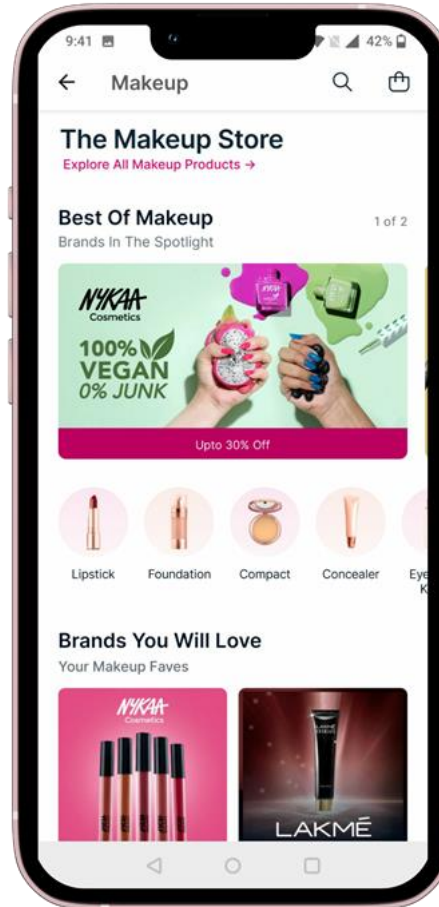 9:41
42%
Makeup
The Makeup Store
Explore All Makeup Products →
Best Of Makeup
1 of 2
Brands In The Spotlight
NYKAA
Cosmetics
100%
VEGAN
0% JUNK
Upto 30% Off
Lipstick
Foundation
Compact
Concealer
Eye
K
Brands You Will Love
Your Makeup Faves
NYKAA
Cosmetics
LAKMÉ